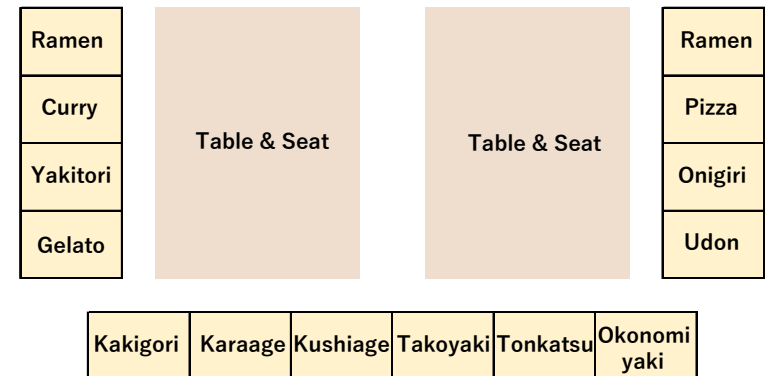 Ramen
Curry
Yakitori
Gelato
Table & Seat
Table & Seat
Ramen
Pizza
Onigiri
Udon
Kakigori
Karaage
Kushiage
Takoyaki
Tonkatsu
Okonomi
yaki